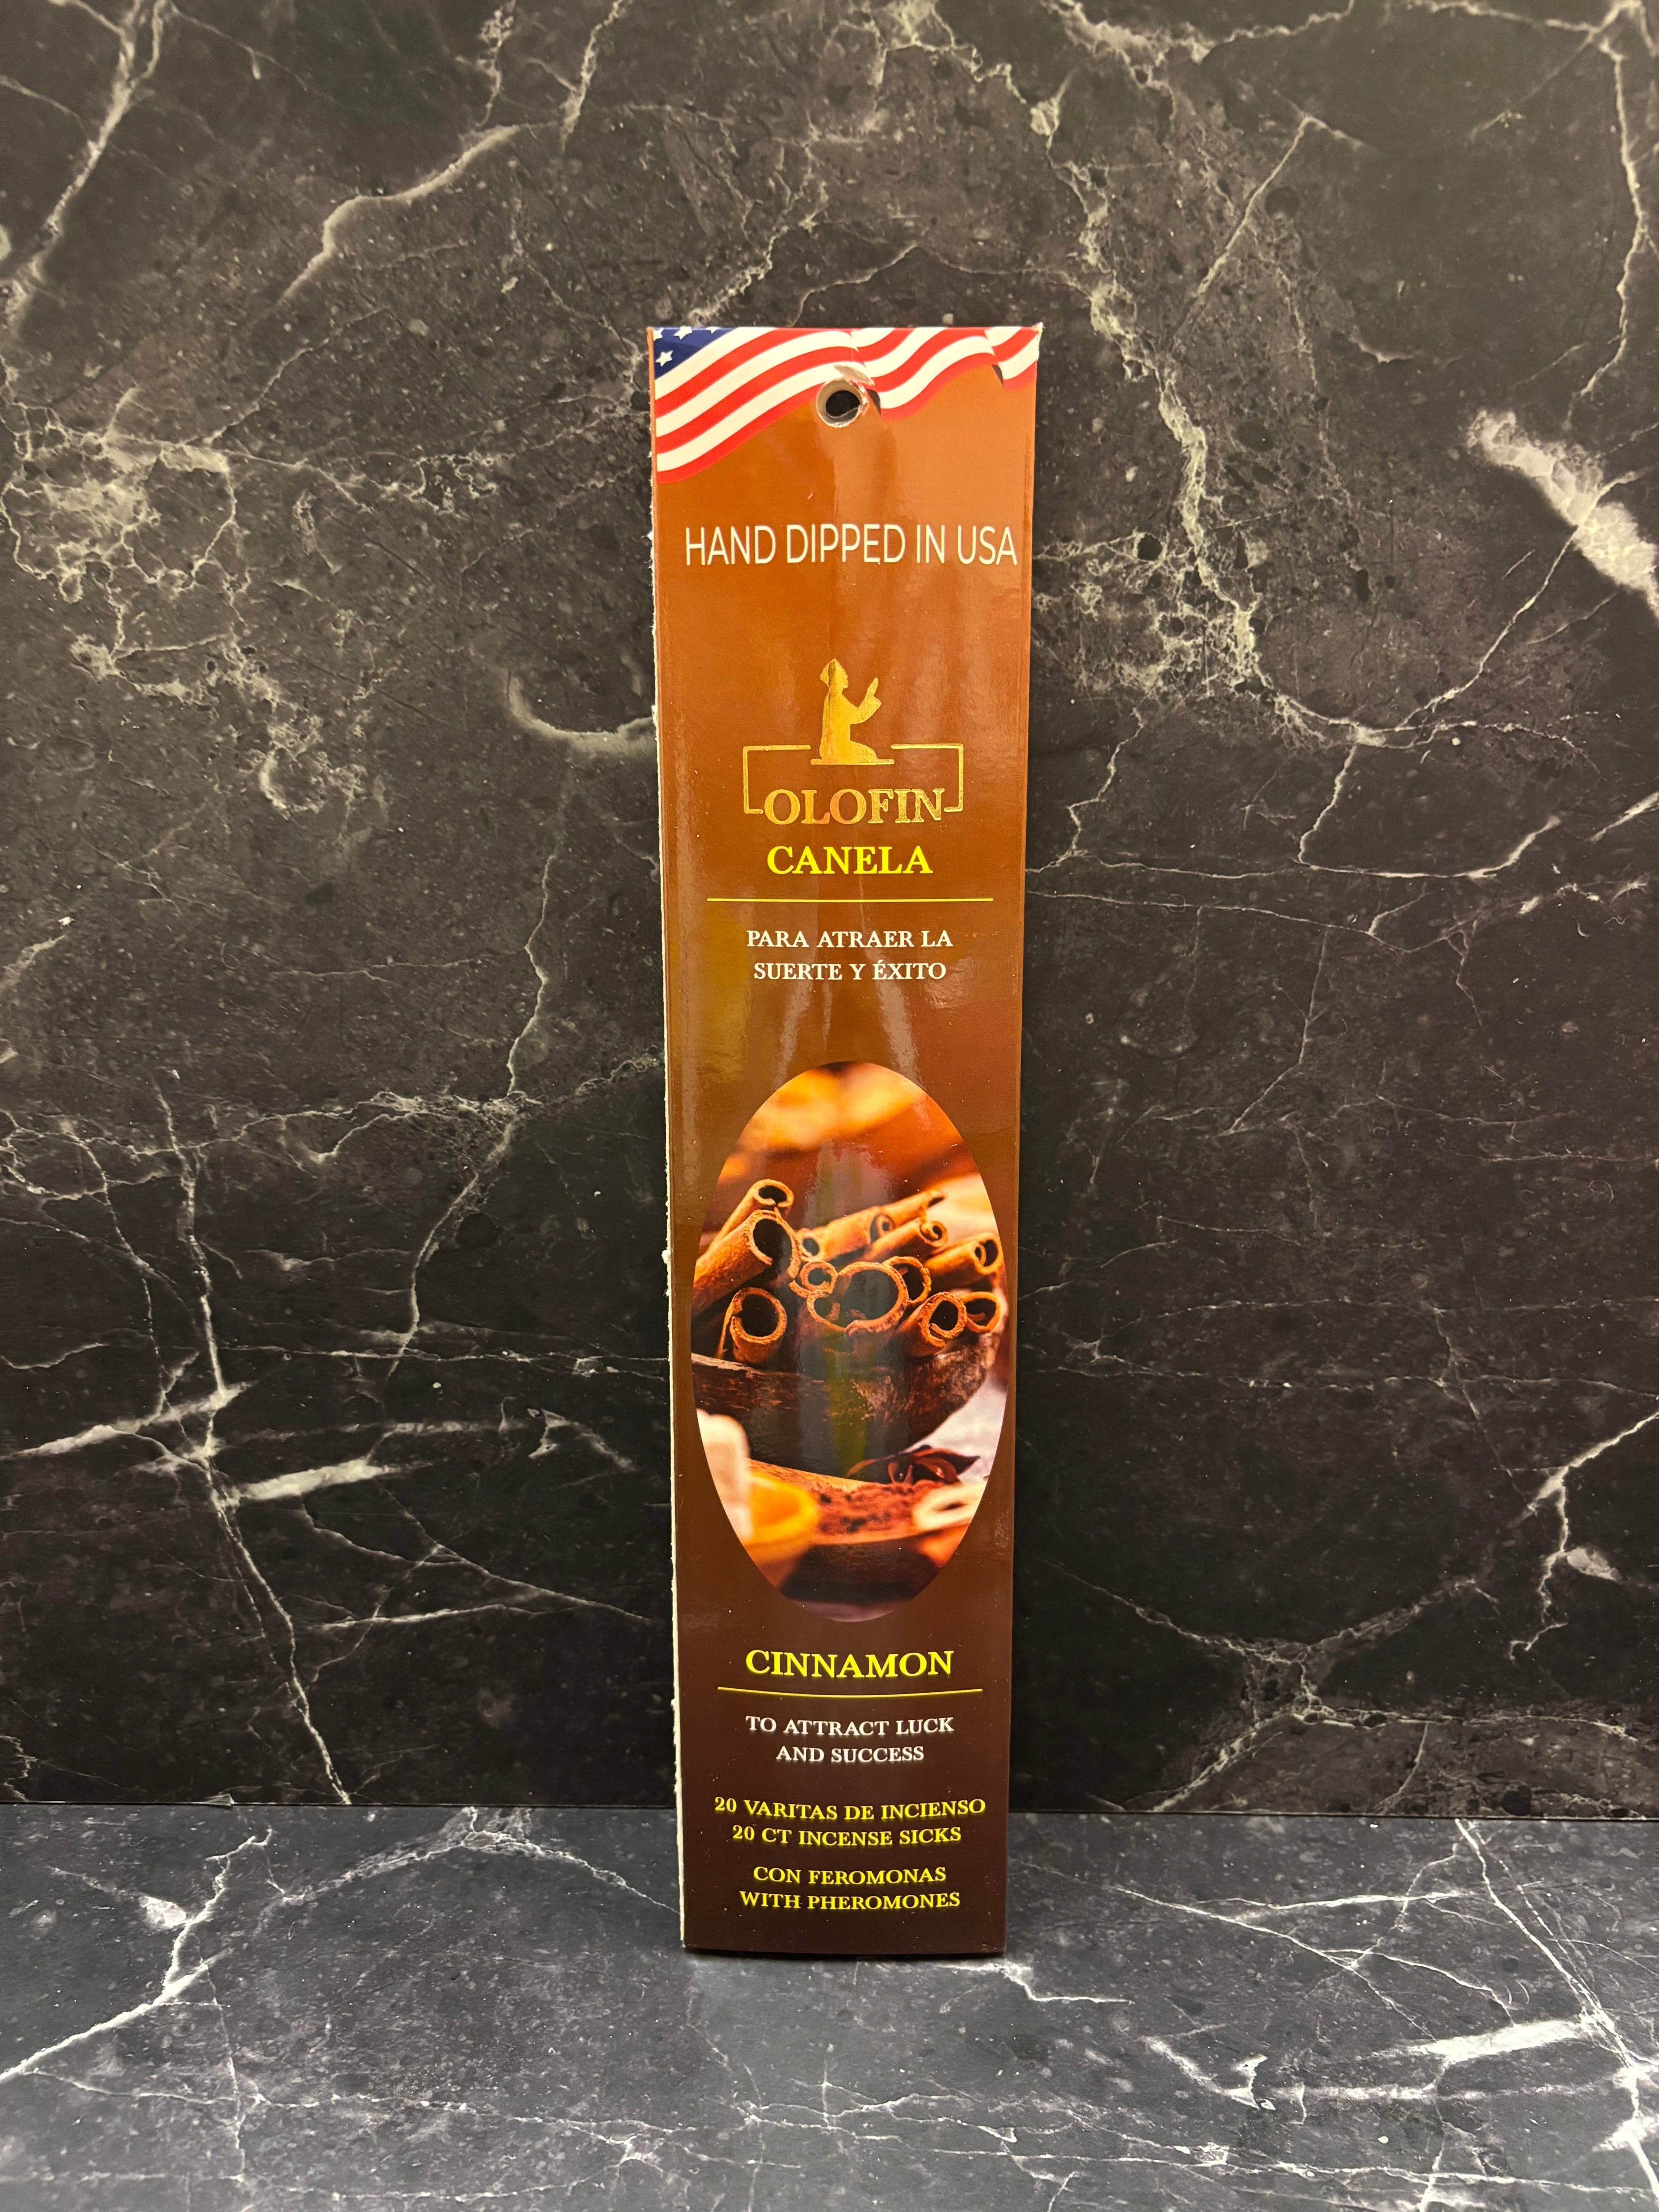 HAND DIPPED IN USA
OLOFIN
CANELA
PARA ATRAER LA
SUERTE Y ÉXITO
CINNAMON
TO ATTRACT LUCK
AND SUCCESS
20 VARITAS DE INCIENSO
20 CT INCENSE SICKS
CON FEROMONAS
WITH PHEROMONES